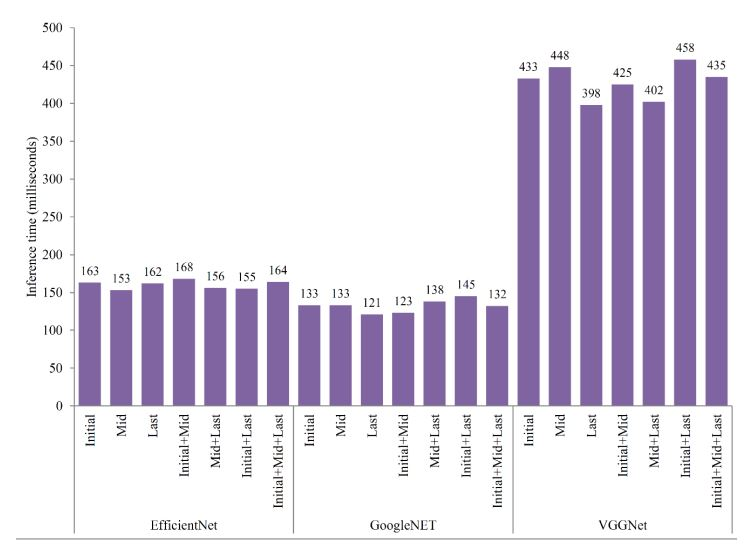 Inference time (milliseconds)
500
450
400
350
300
250
200
150
100
50
0
163
153
162
168
156
155
164
133
133
121
123
138
145
132
433
448
398
425
402
458
435
Initial
Mid
Last
Initial+Mid
Mid+Last
Initial+Last
Initial+Mid+Last
Initial
Mid
Last
Initial+Mid
Mid+Last
Initial+Last
Initial+Mid+Last
Initial
Mid
Last
Initial+Mid
Mid+Last
Initial+Last
Initial+Mid+Last
EfficientNet
GoogleNET
VGGNet